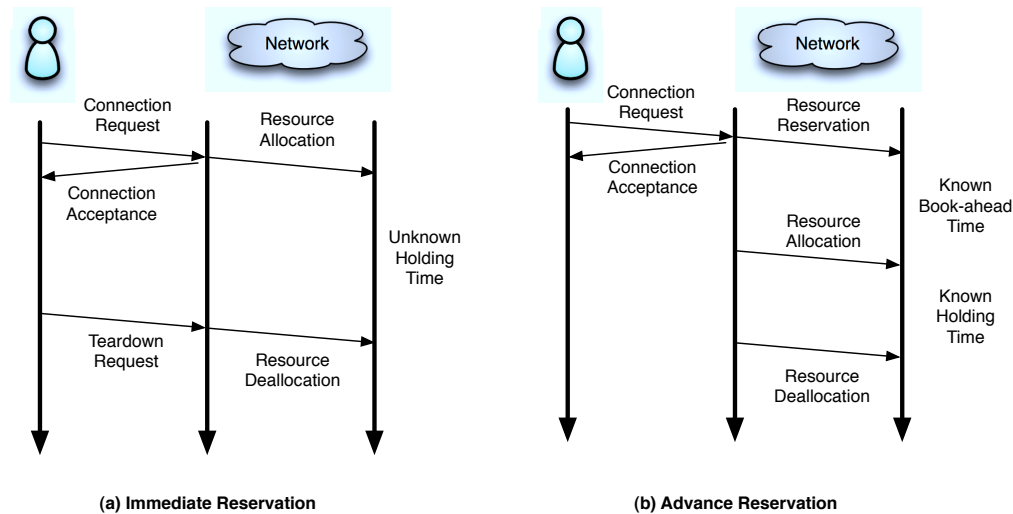 Network
Connection
Request
Resource
Allocation
Connection
Acceptance
Unknown
Holding
Time
Teardown
Request
Resource
Deallocation
(a) Immediate Reservation
Network
Connection
Request
Resource
Reservation
Connection
Acceptance
Known
Book-ahead
Time
Resource
Allocation
Known
Holding
Time
Resource
Deallocation
(b) Advance Reservation